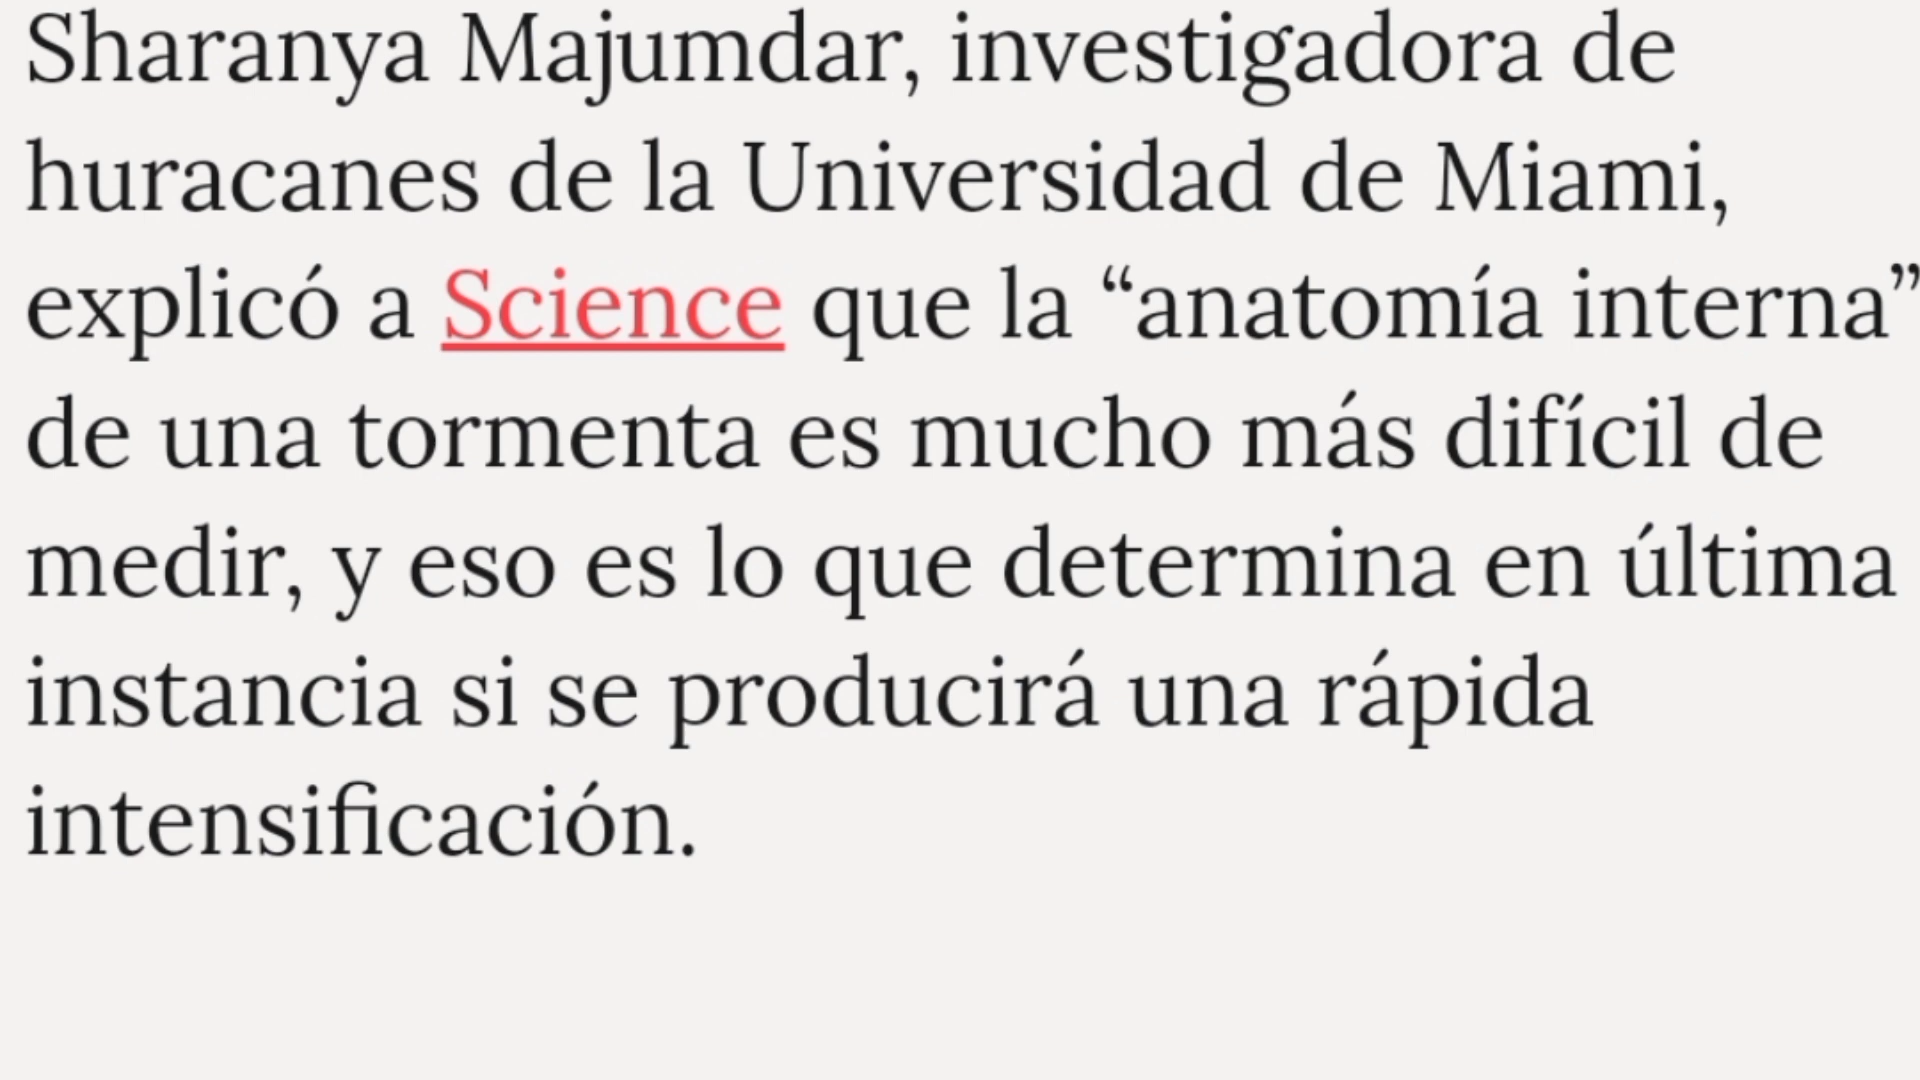 Sharanya Majumdar, investigadora de
huracanes de la Universidad de Miami,
explicó a Science que la “anatomía interna”
de una tormenta es mucho más difícil de
medir, y eso es lo que determina en última
instancia si se producirá una rápida
intensificación.